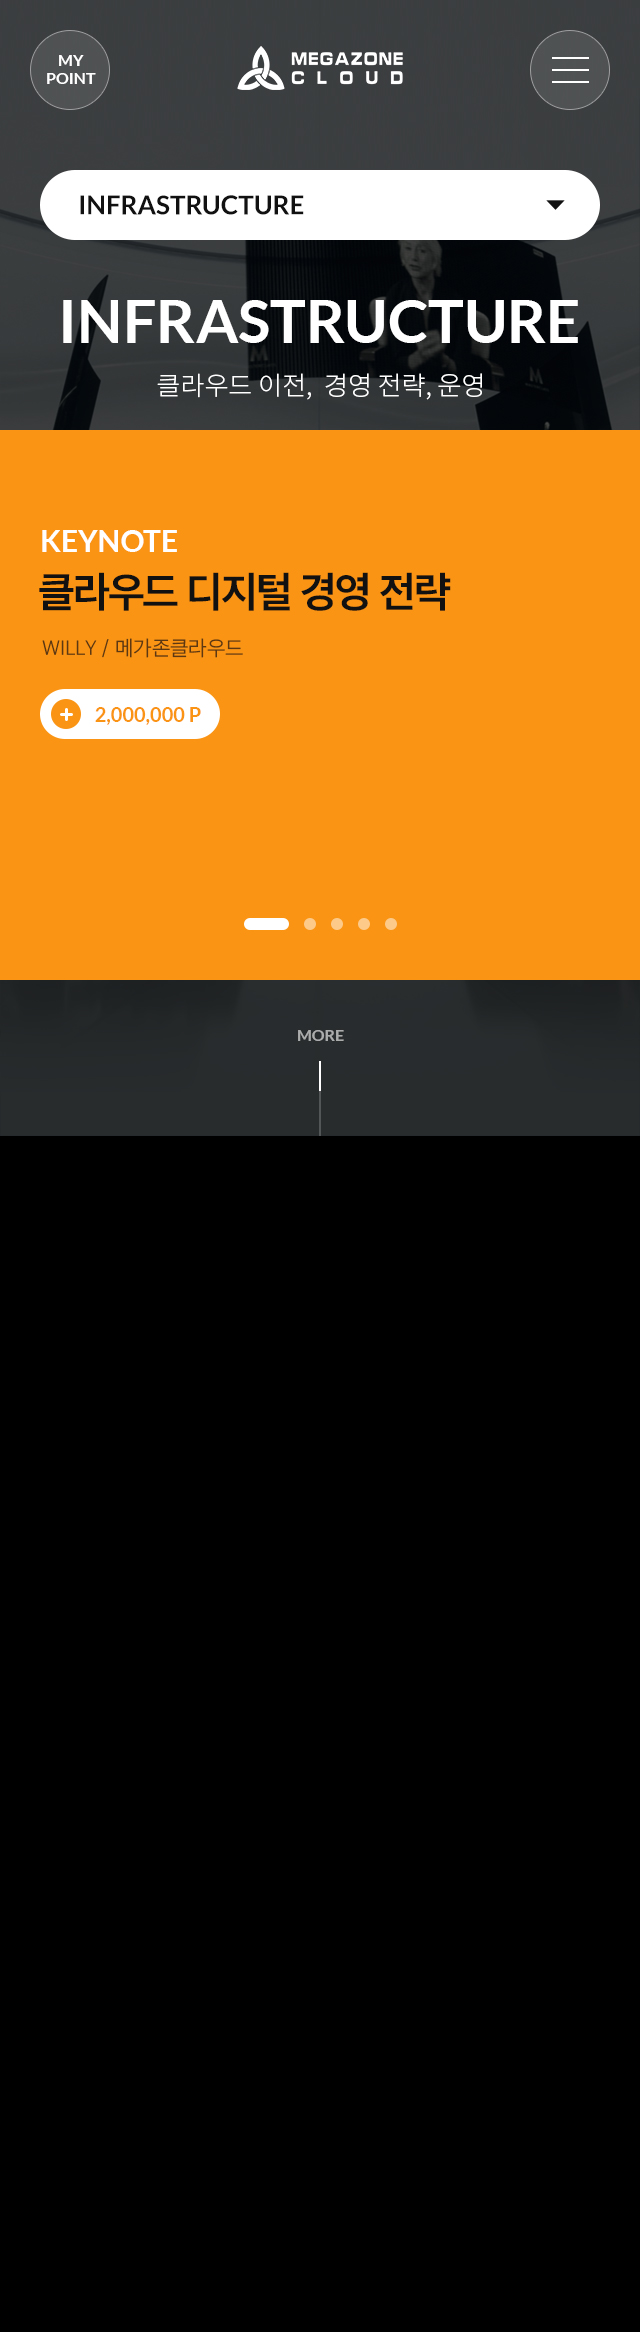 MY
POINT
MEGAZONE
CLOUD
INFRASTRUCTURE
INFRASTRUCTURE
클라우드 이전, 경영 전략, 운영
KEYNOTE
클라우드 디지털 경영 전략
WILLY / 메가존클라우드
2,000,000 P
MORE